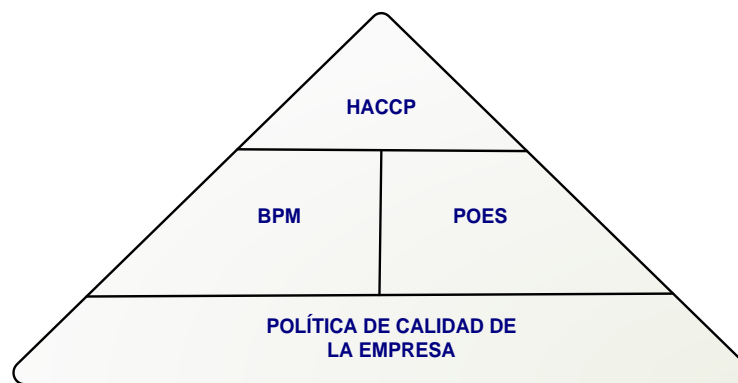 HACCP
BPM
POES
POLÍTICA DE CALIDAD DE
LA EMPRESA